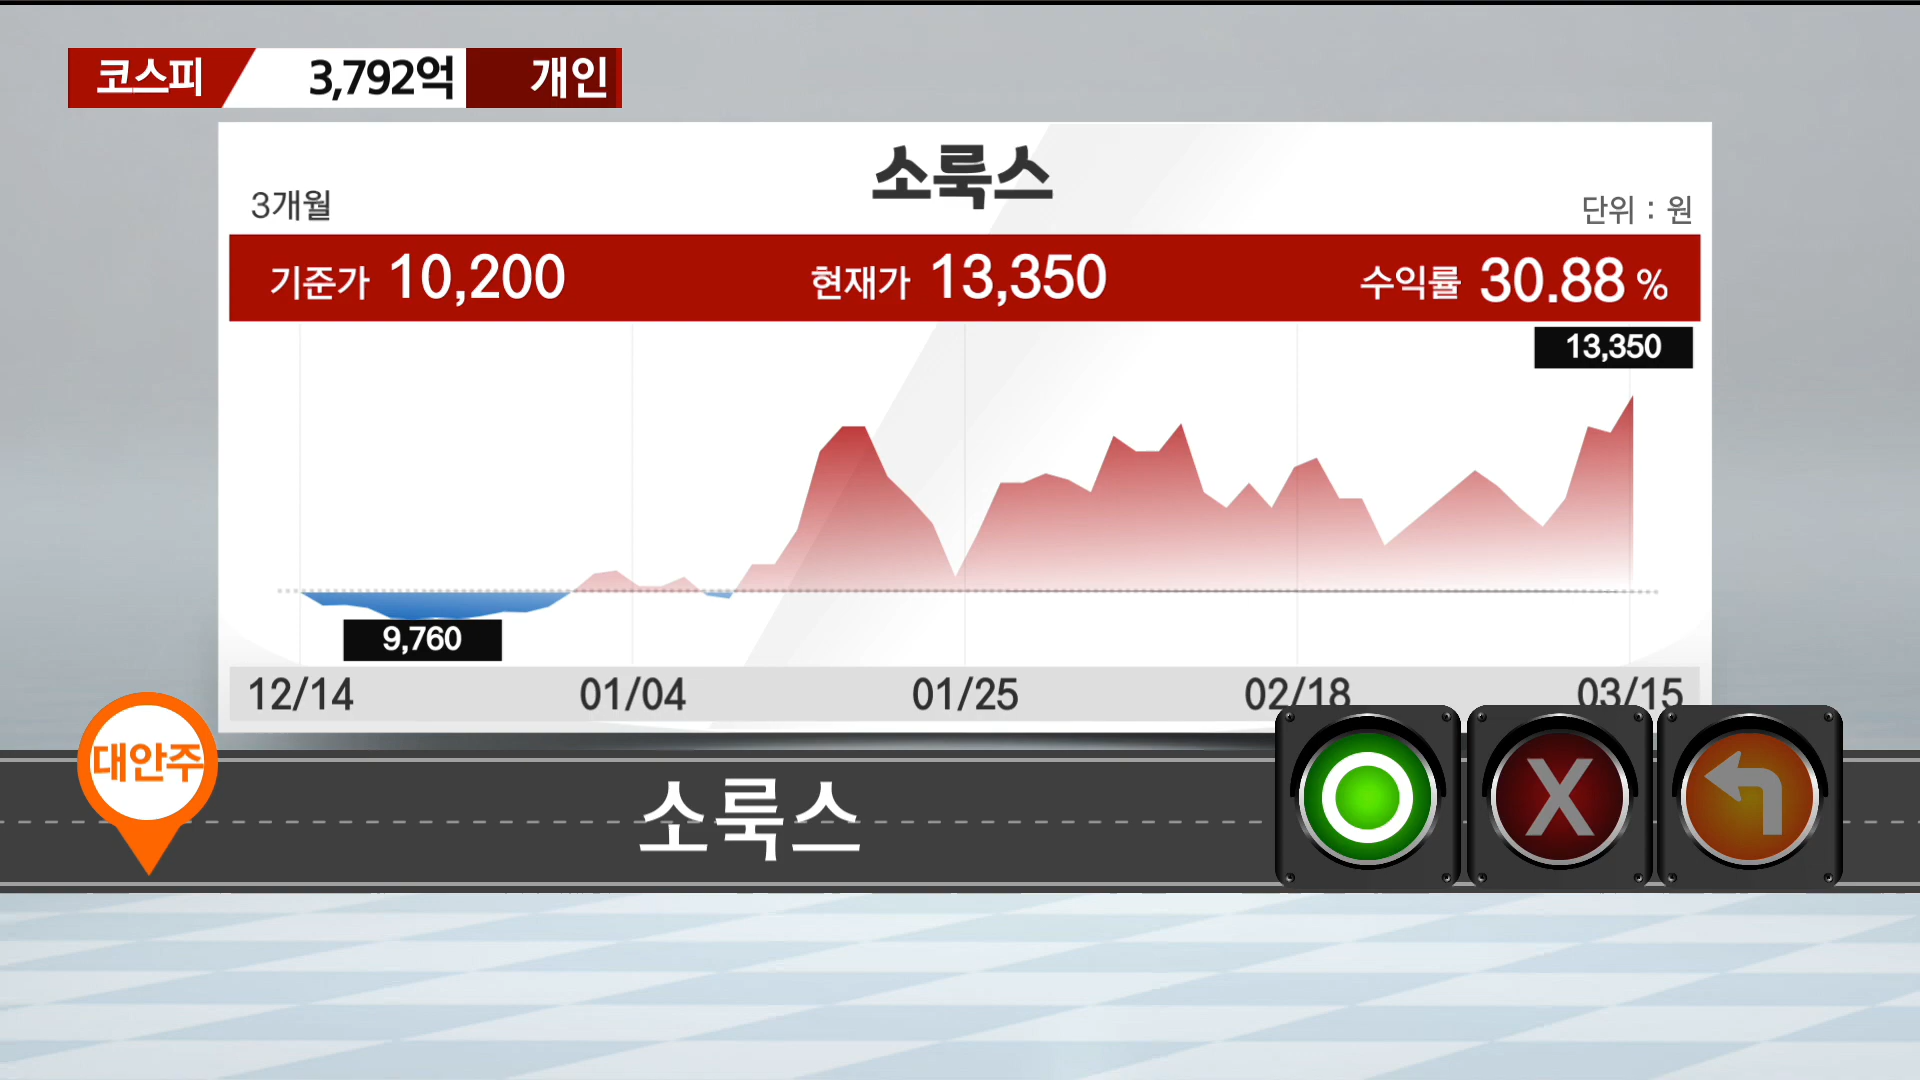 코스피 3,792억 개인
소룩스
3개월
단위 : 원
기준가 10,200 현재가 13,350 수익률 30.88 %
13,350
9,760
12/14 01/04 01/25 02/18 03/15
대안주
소룩스
O X